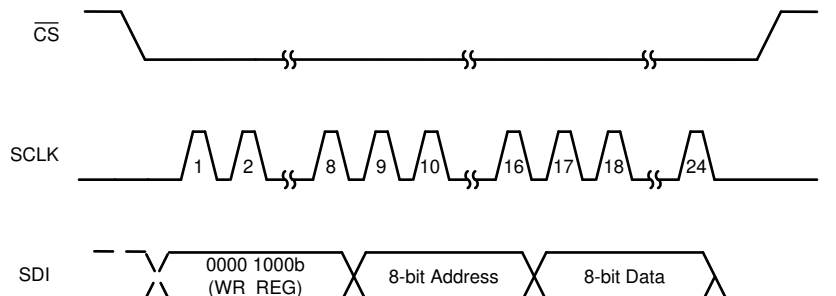 CS
SCLK
1 2 8 9 10 16 17 18 24
SDI
0000 1000b
(WR_REG)
8-bit Address
8-bit Data